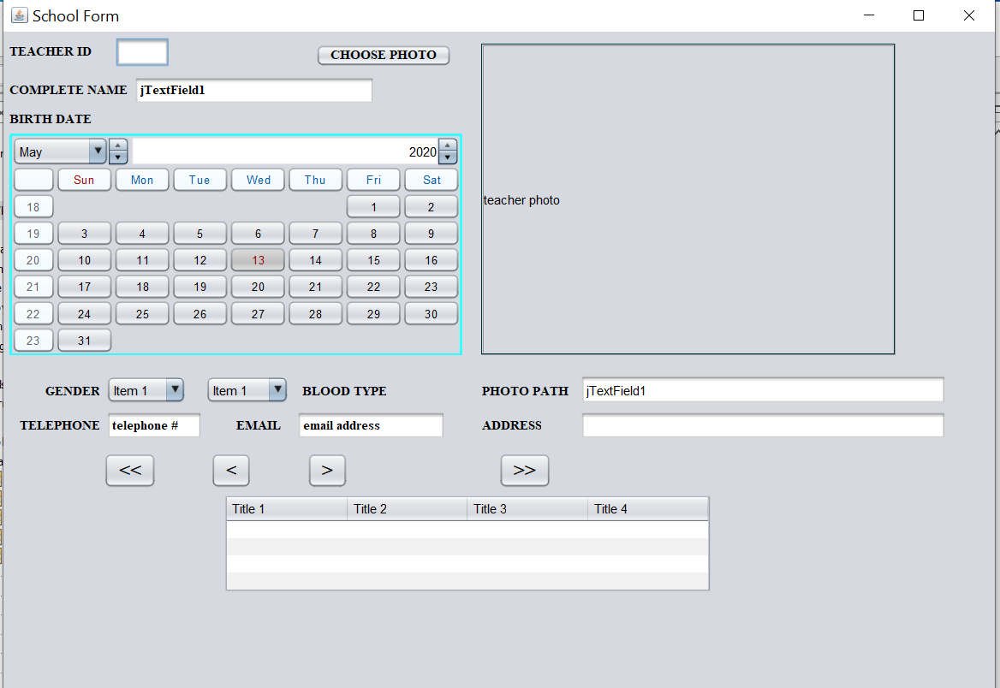 School Form
TEACHER ID
CHOOSE PHOTO
COMPLETE NAME jTextField1
BIRTH DATE
May 2020
Sun Mon Tue Wed Thu Fri Sat
18 1 2
19 3 4 5 6 7 8 9
20 10 11 12 13 14 15 16
21 17 18 19 20 21 22 23
22 24 25 26 27 28 29 30
23 31
teacher photo
GENDER Item 1 Item 1 BLOOD TYPE PHOTO PATH jTextField1
TELEPHONE telephone # EMAIL email address ADDRESS
<< < > >>
Title 1 Title 2 Title 3 Title 4